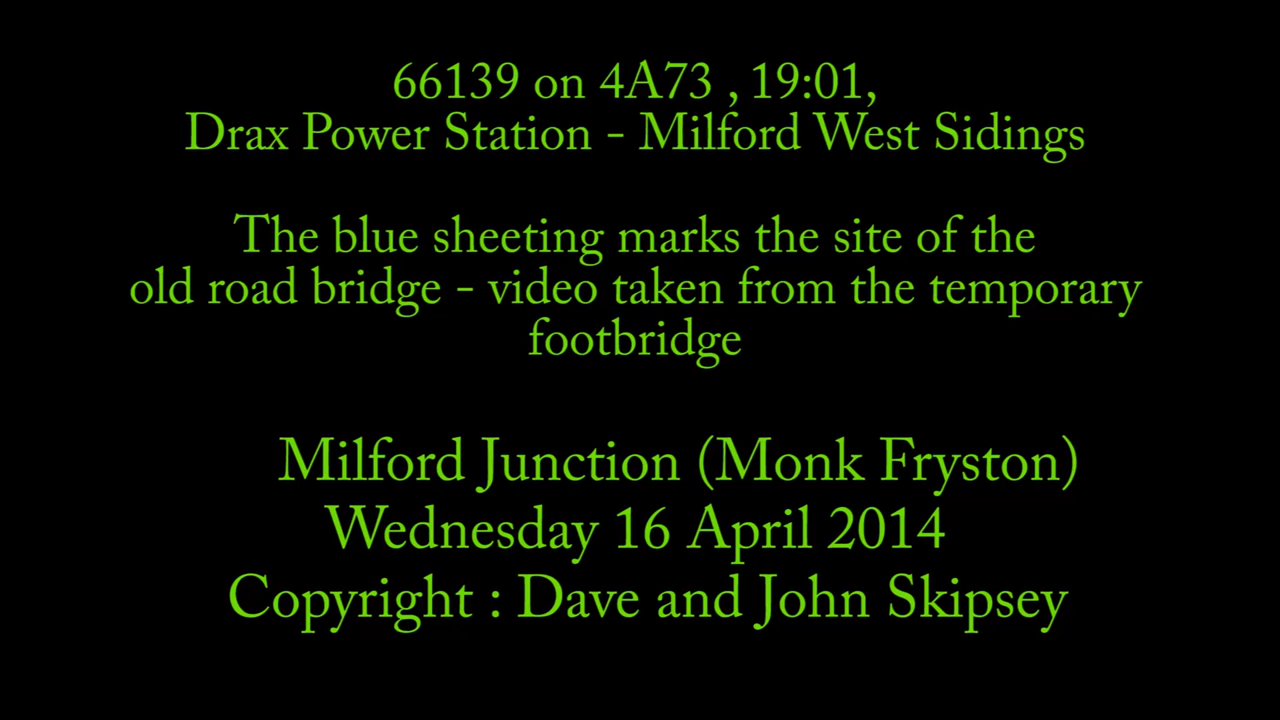 66139 on 4A73 , 19:01,
Drax Power Station - Milford West Sidings
The blue sheeting marks the site of the
old road bridge - video taken from the temporary
footbridge
Milford Junction (Monk Fryston)
Wednesday 16 April 2014
Copyright : Dave and John Skipsey